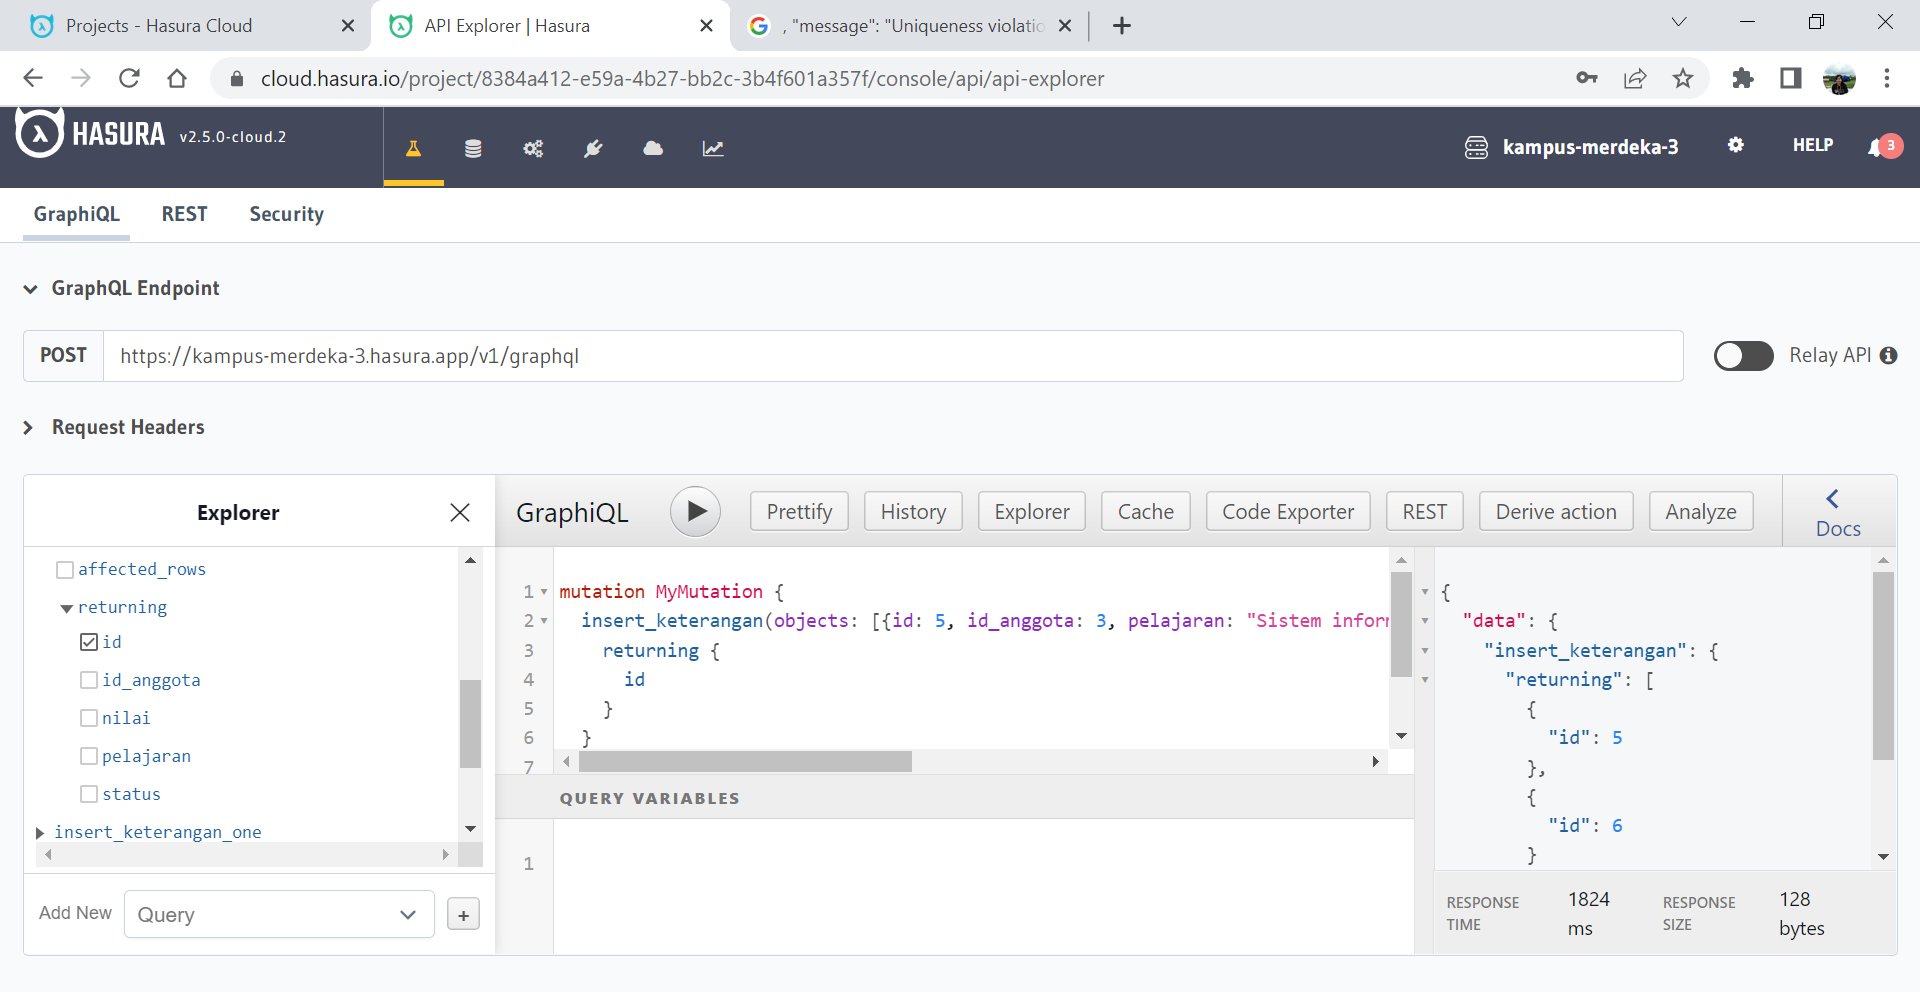 Projects - Hasura Cloud
API Explorer | Hasura
, "message": "Uniqueness violatio
cloud.hasura.io/project/8384a412-e59a-4b27-bb2c-3b4f601a357f/console/api/api-explorer
HASURA v2.5.0-cloud.2
kampus-merdeka-3
HELP
3
GraphiQL REST Security
GraphQL Endpoint
POST https://kampus-merdeka-3.hasura.app/v1/graphql
Relay API
Request Headers
Explorer
affected_rows
returning
id
id_anggota
nilai
pelajaran
status
insert_keterangan_one
Add New Query +
GraphiQL Prettify History Explorer Cache Code Exporter REST Derive action Analyze
Docs
1 mutation MyMutation {
2 insert_keterangan(objects: [{id: 5, id_anggota: 3, pelajaran: "Sistem infor
3 returning {
4 id
5 }
6 }
7
QUERY VARIABLES
1
{
"data": {
"insert_keterangan": {
"returning": [
{
"id": 5
},
{
"id": 6
}
RESPONSE TIME 1824 ms
RESPONSE SIZE 128 bytes